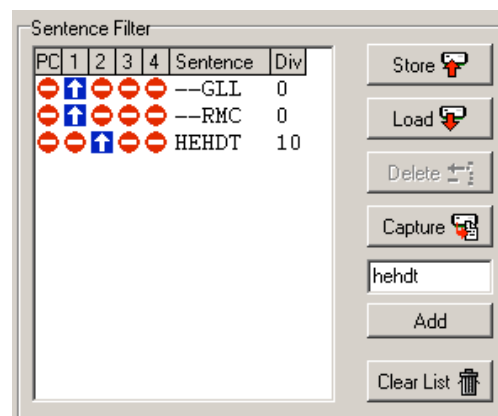 Sentence Filter
PC 1 2 3 4 Sentence Div
--GLL 0
--RMC 0
HEHDT 10
Store
Load
Delete
Capture
hehdt
Add
Clear List